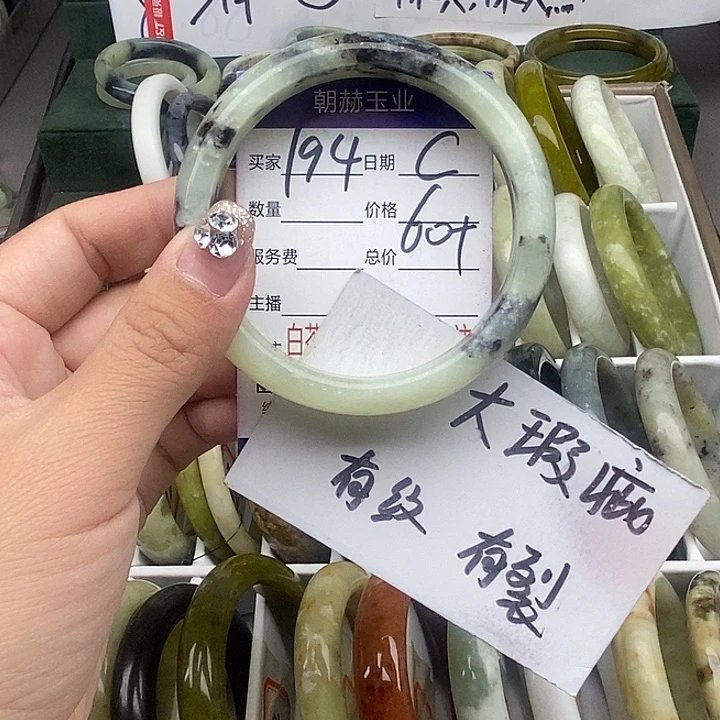 朝赫玉业
买家 194 日期 C
数量 价格 60+
服务费 总价
主播
大瑕疵
有纹 有裂